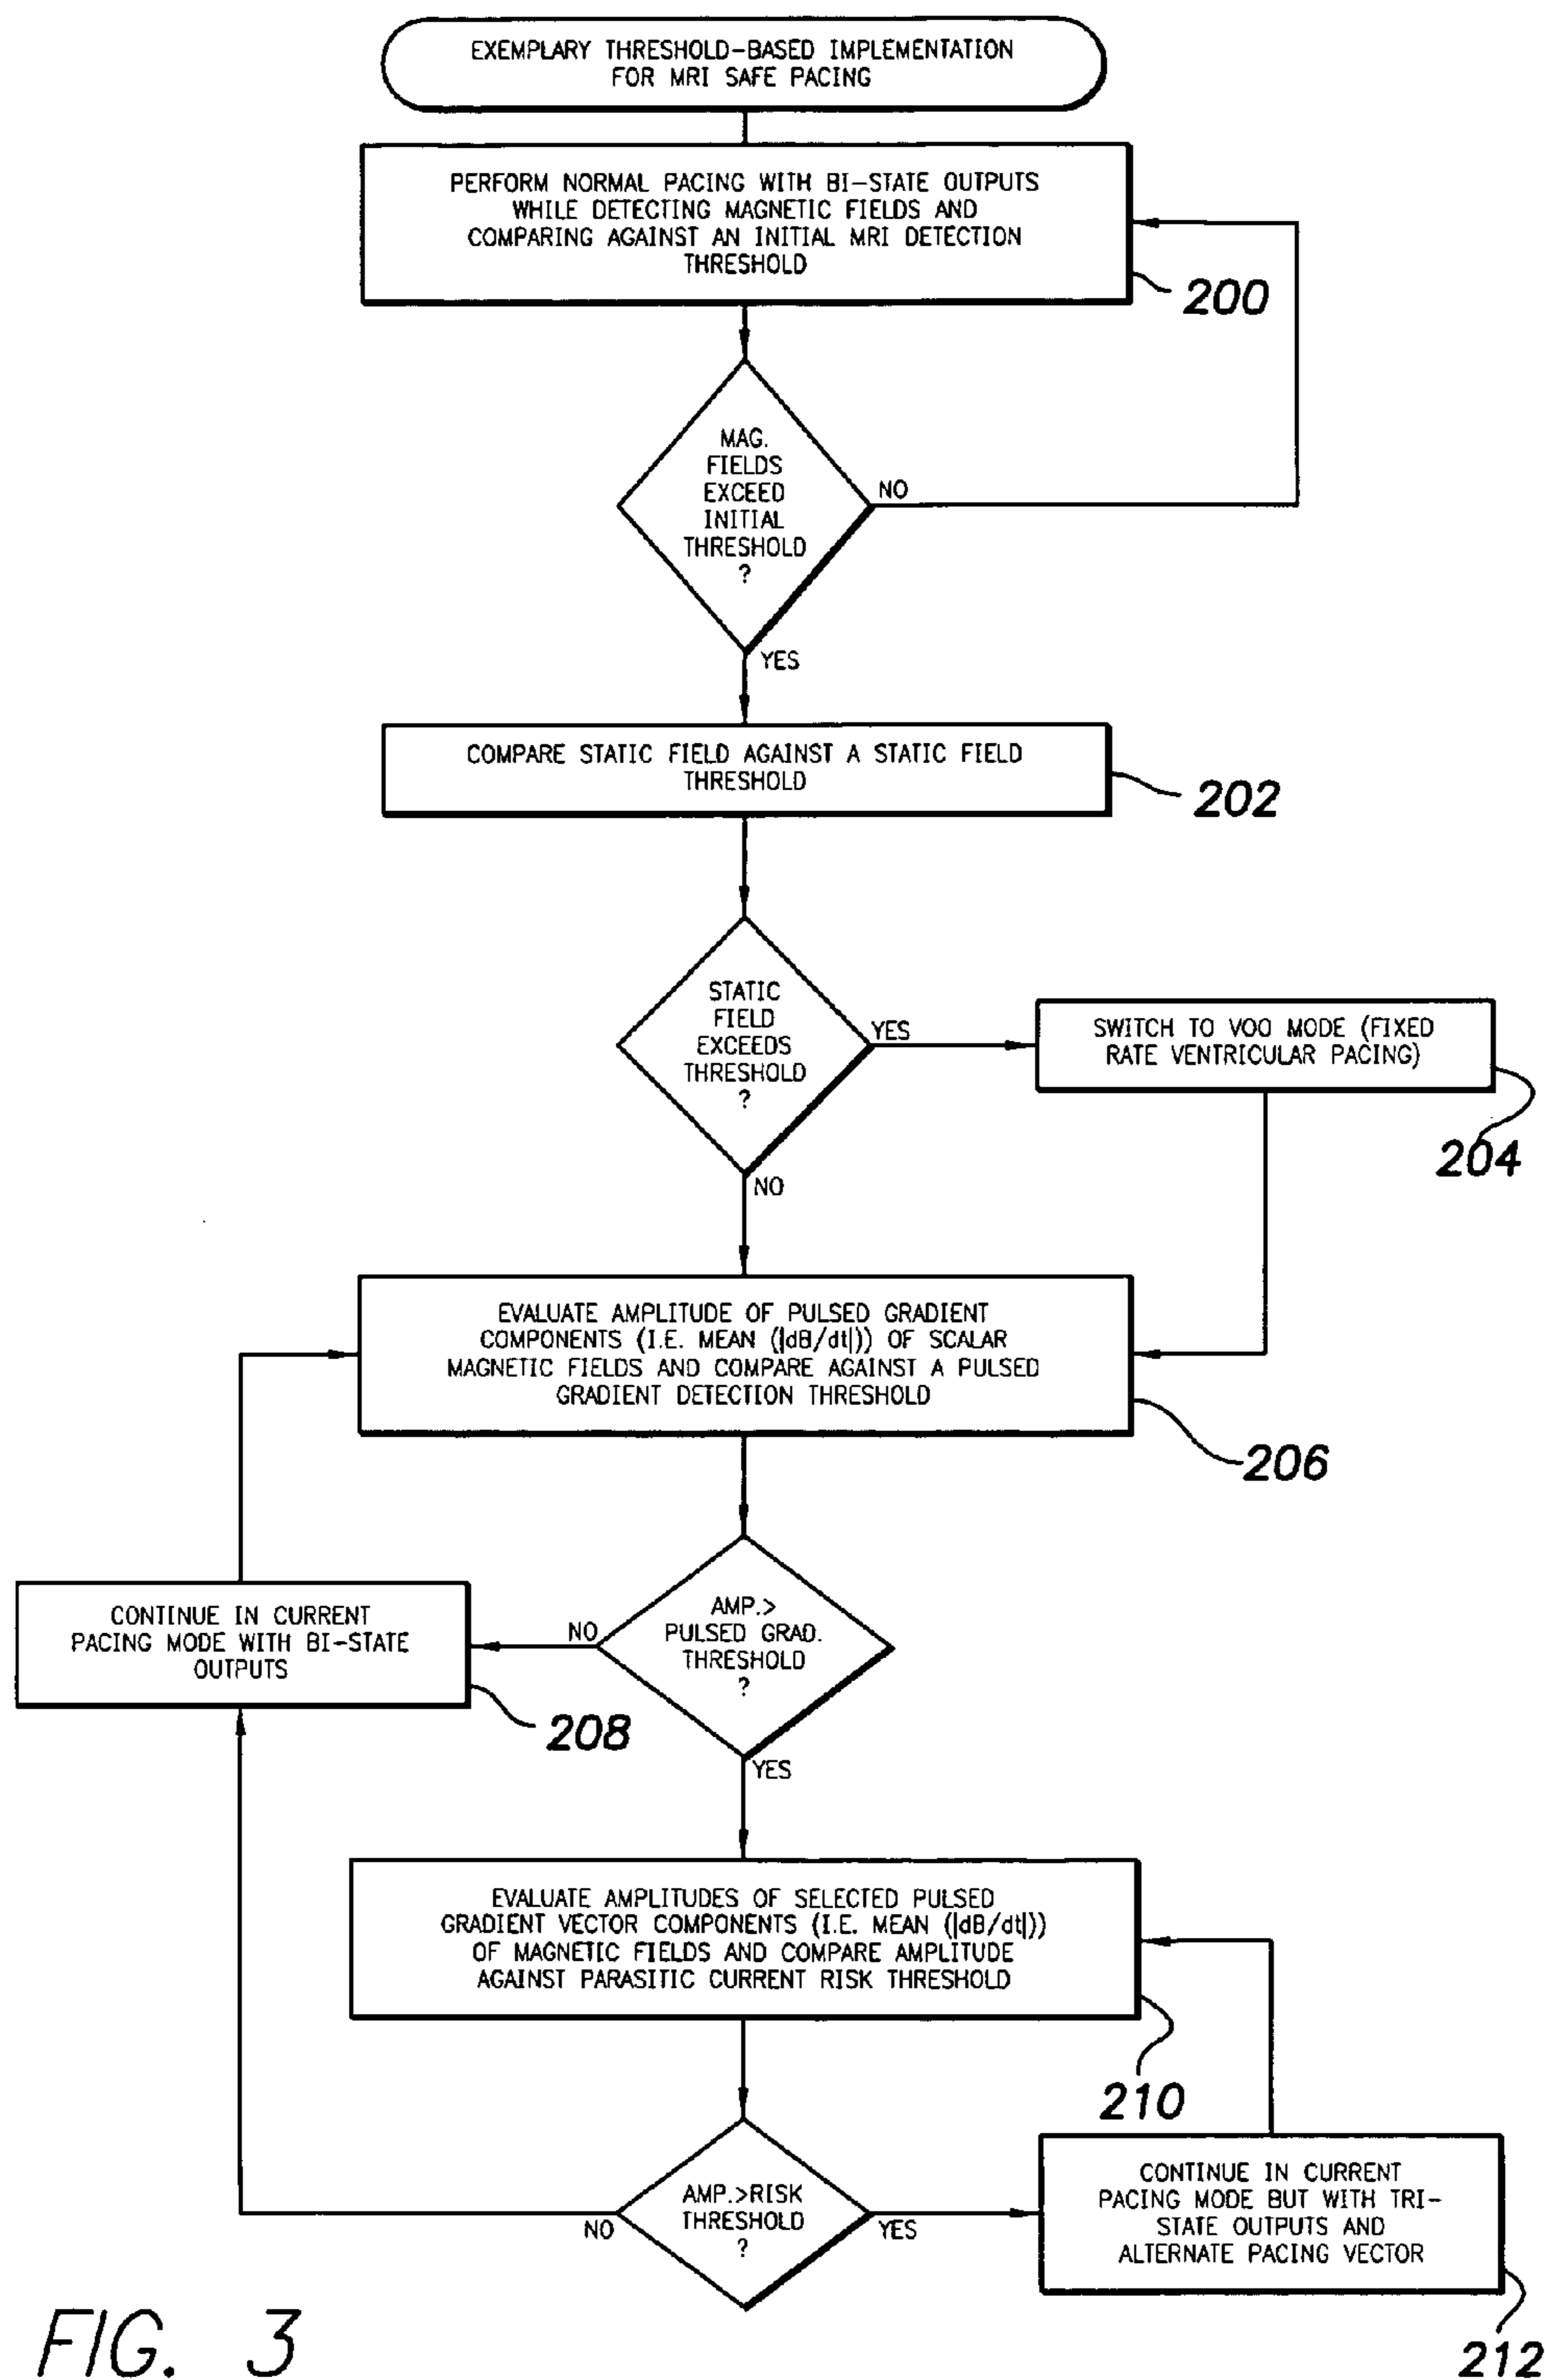 EXEMPLARY THRESHOLD-BASED IMPLEMENTATION
FOR MRI SAFE PACING
PERFORM NORMAL PACING WITH BI-STATE OUTPUTS
WHILE DETECTING MAGNETIC FIELDS AND
COMPARING AGAINST AN INITIAL MRI DETECTION
THRESHOLD
200
MAG.
FIELDS
EXCEED
INITIAL
THRESHOLD
?
NO
YES
COMPARE STATIC FIELD AGAINST A STATIC FIELD
THRESHOLD
202
STATIC
FIELD
EXCEEDS
THRESHOLD
?
YES
NO
SWITCH TO VOO MODE (FIXED
RATE VENTRICULAR PACING)
204
EVALUATE AMPLITUDE OF PULSED GRADIENT
COMPONENTS (I.E. MEAN (|dB/dt|)) OF SCALAR
MAGNETIC FIELDS AND COMPARE AGAINST A PULSED
GRADIENT DETECTION THRESHOLD
206
AMP.>
PULSED GRAD.
THRESHOLD
?
NO
YES
CONTINUE IN CURRENT
PACING MODE WITH BI-STATE
OUTPUTS
208
EVALUATE AMPLITUDES OF SELECTED PULSED
GRADIENT VECTOR COMPONENTS (I.E. MEAN (|dB/dt|))
OF MAGNETIC FIELDS AND COMPARE AMPLITUDE
AGAINST PARASITIC CURRENT RISK THRESHOLD
210
AMP.>RISK
THRESHOLD
?
NO
YES
CONTINUE IN CURRENT
PACING MODE BUT WITH TRI-
STATE OUTPUTS AND
ALTERNATE PACING VECTOR
212
FIG. 3